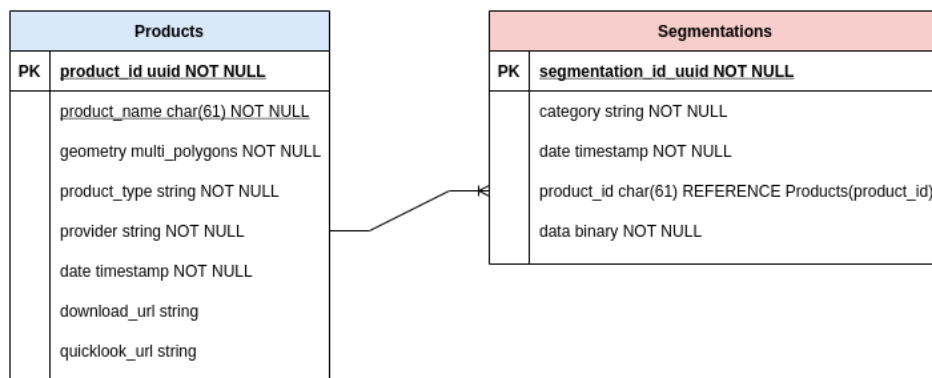 Products
PK product_id uuid NOT NULL
product_name char(61) NOT NULL
geometry multi_polygons NOT NULL
product_type string NOT NULL
provider string NOT NULL
date timestamp NOT NULL
download_url string
quicklook_url string
Segmentations
PK segmentation_id_uuid NOT NULL
category string NOT NULL
date timestamp NOT NULL
product_id char(61) REFERENCE Products(product_id)
data binary NOT NULL